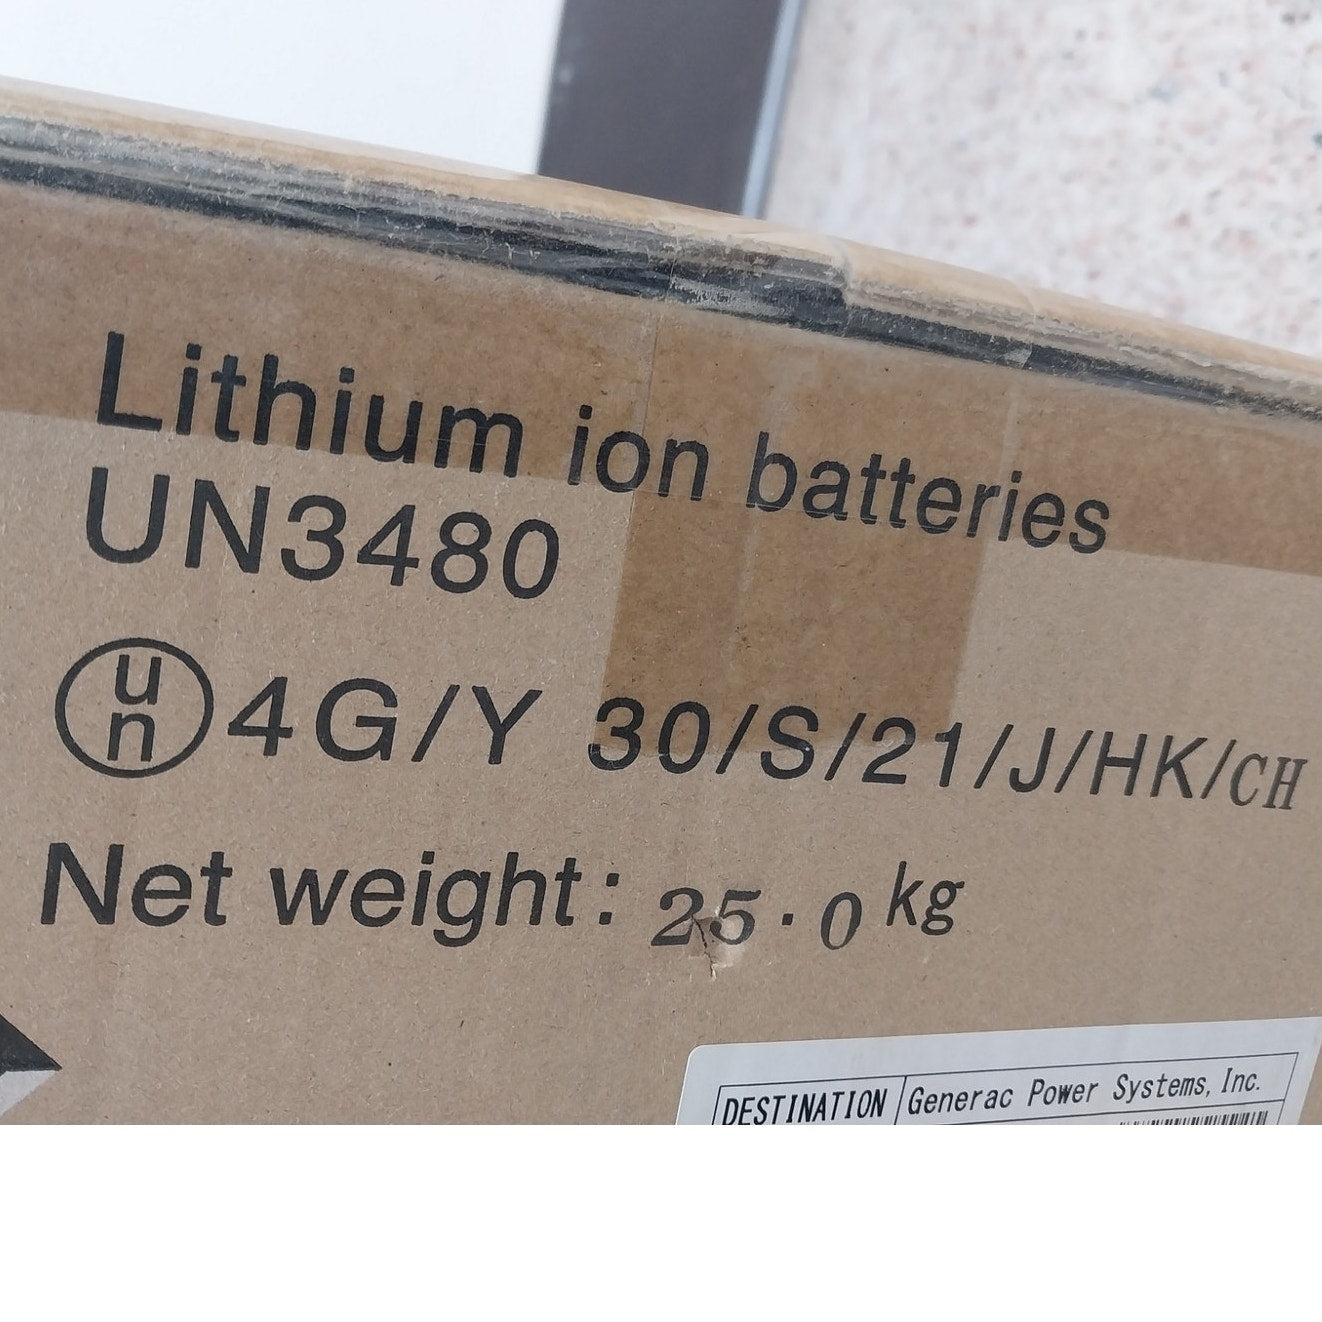 Lithium ion batteries
UN3480
un 4G/Y 30/S/21/J/HK/CH
Net weight: 25.0 kg
DESTINATION Generac Power Systems, Inc.